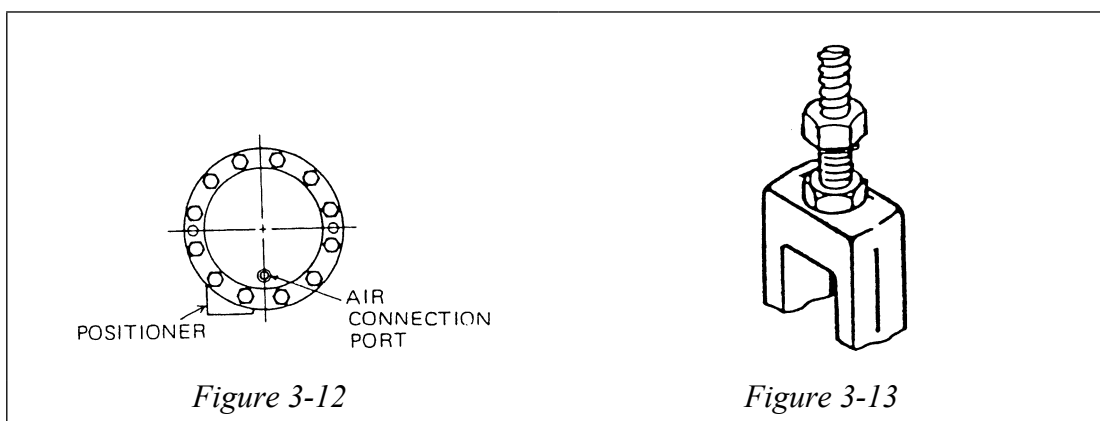 POSITIONER
AIR
CONNECTION
PORT
Figure 3-12
Figure 3-13